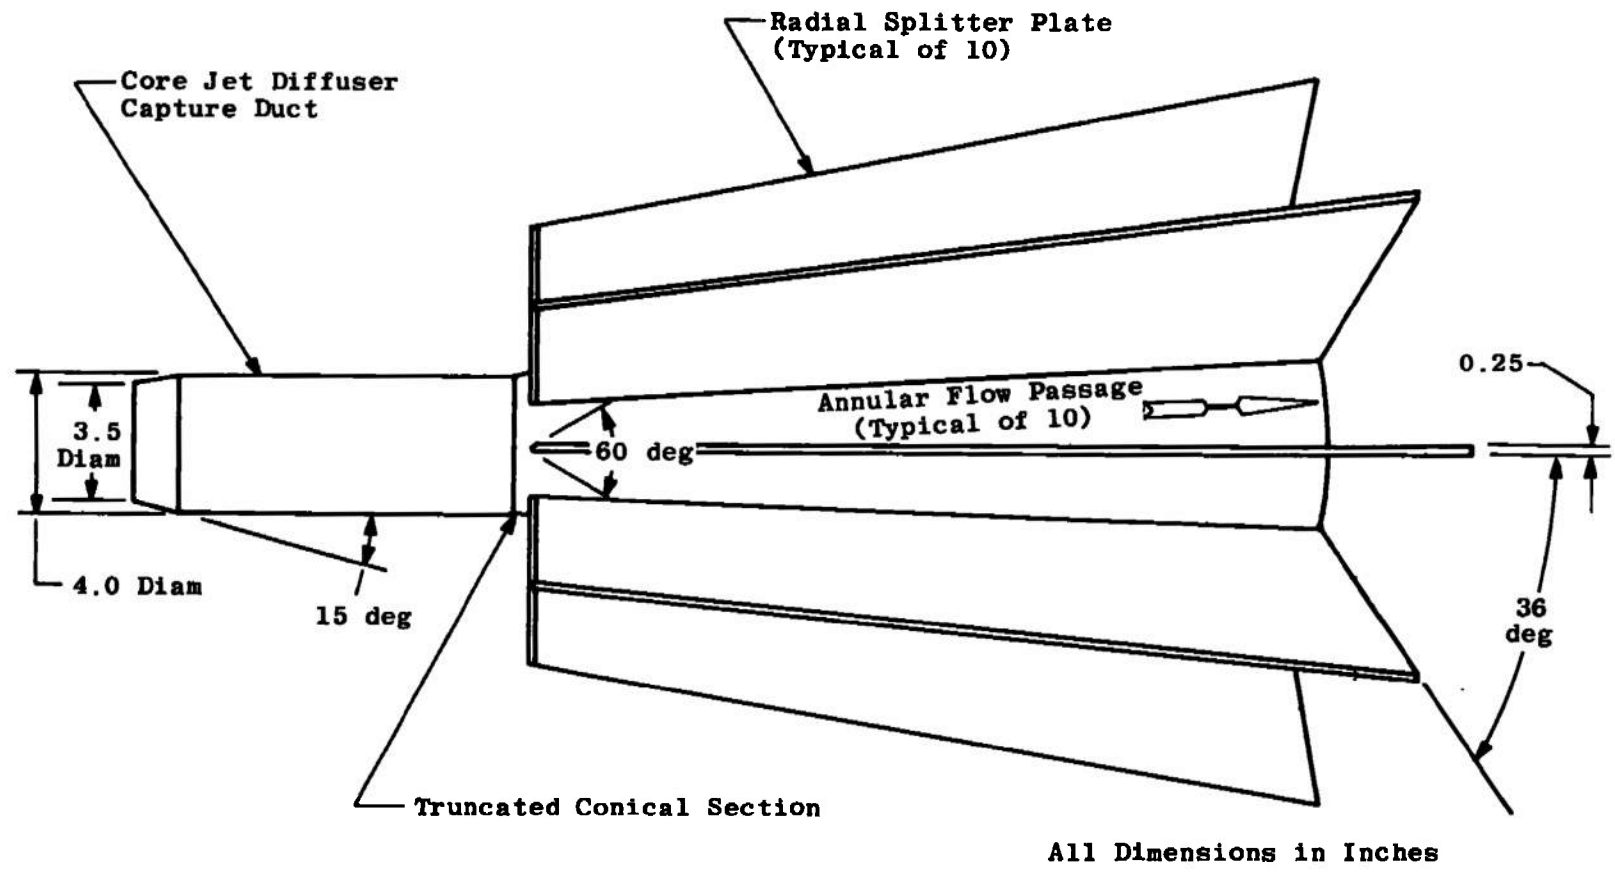 Radial Splitter Plate
(Typical of 10)
Core Jet Diffuser
Capture Duct
0.25
Annular Flow Passage
(Typical of 10)
3.5
Diam
60 deg
4.0 Diam
15 deg
36
deg
Truncated Conical Section
All Dimensions in Inches